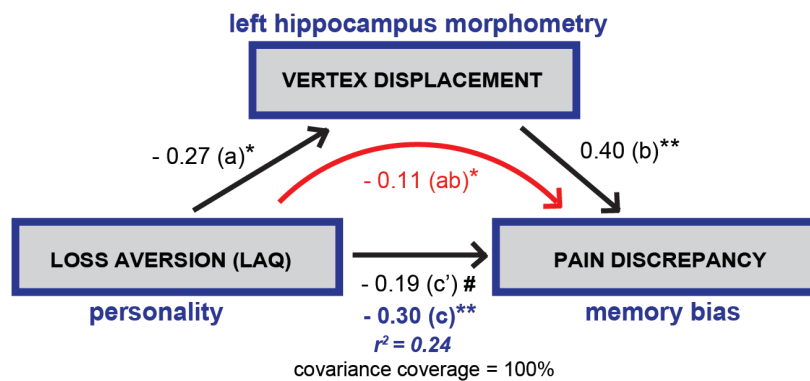 left hippocampus morphometry
VERTEX DISPLACEMENT
- 0.27 (a)*
0.40 (b)**
- 0.11 (ab)*
LOSS AVERSION (LAQ)
PAIN DISCREPANCY
- 0.19 (c') #
personality
- 0.30 (c)**
memory bias
r² = 0.24
covariance coverage = 100%